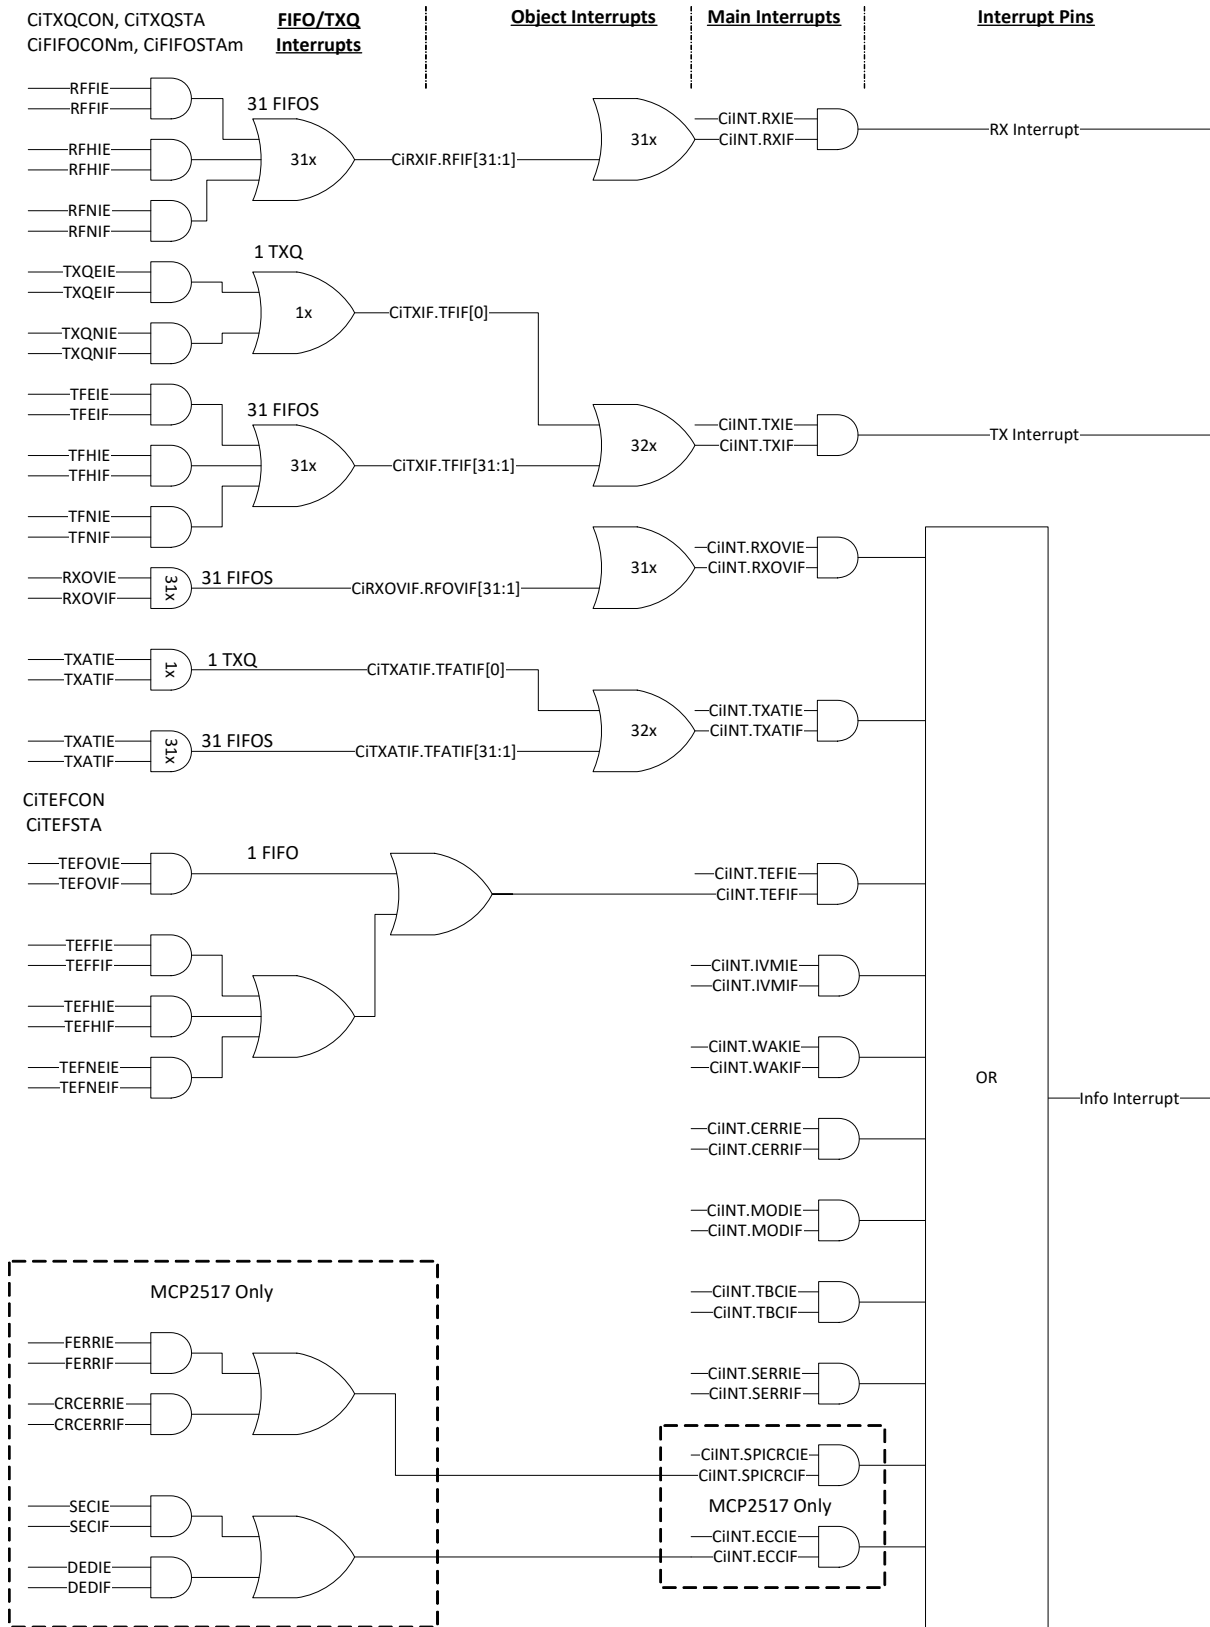 CiTXQCON, CiTXQSTA
CiFIFOCONm, CiFIFOSTAm
FIFO/TXQ
Interrupts
Object Interrupts
Main Interrupts
Interrupt Pins
RFFIE
RFFIF
RFHIE
RFHIF
RFNIE
RFNIF
31 FIFOS
31x
CiRXIF.RFIF[31:1]
31x
CiINT.RXIE
CiINT.RXIF
RX Interrupt
TXQEIE
TXQEIF
TXQNIE
TXQNIF
1 TXQ
1x
CiTXIF.TFIF[0]
TFEIE
TFEIF
TFHIE
TFHIF
TFNIE
TFNIF
31 FIFOS
31x
CiTXIF.TFIF[31:1]
32x
CiINT.TXIE
CiINT.TXIF
TX Interrupt
RXOVIE
RXOVIF
31x
31 FIFOS
CiRXOVIF.RFOVIF[31:1]
31x
CiINT.RXOVIE
CiINT.RXOVIF
TXATIE
TXATIF
1x
1 TXQ
CiTXATIF.TFATIF[0]
TXATIE
TXATIF
31x
31 FIFOS
CiTXATIF.TFATIF[31:1]
32x
CiINT.TXATIE
CiINT.TXATIF
CiTEFCON
CiTEFSTA
TEFOVIE
TEFOVIF
1 FIFO
TEFFIE
TEFFIF
TEFHIE
TEFHIF
TEFNEIE
TEFNEIF
CiINT.TEFIE
CiINT.TEFIF
CiINT.IVMIE
CiINT.IVMIF
CiINT.WAKIE
CiINT.WAKIF
CiINT.CERRIE
CiINT.CERRIF
CiINT.MODIE
CiINT.MODIF
CiINT.TBCIE
CiINT.TBCIF
CiINT.SERRIE
CiINT.SERRIF
OR
Info Interrupt
MCP2517 Only
FERRIE
FERRIF
CRCERRIE
CRCERRIF
SECIE
SECIF
DEDIE
DEDIF
CiINT.SPICRCIE
CiINT.SPICRCIF
MCP2517 Only
CiINT.ECCIE
CiINT.ECCIF